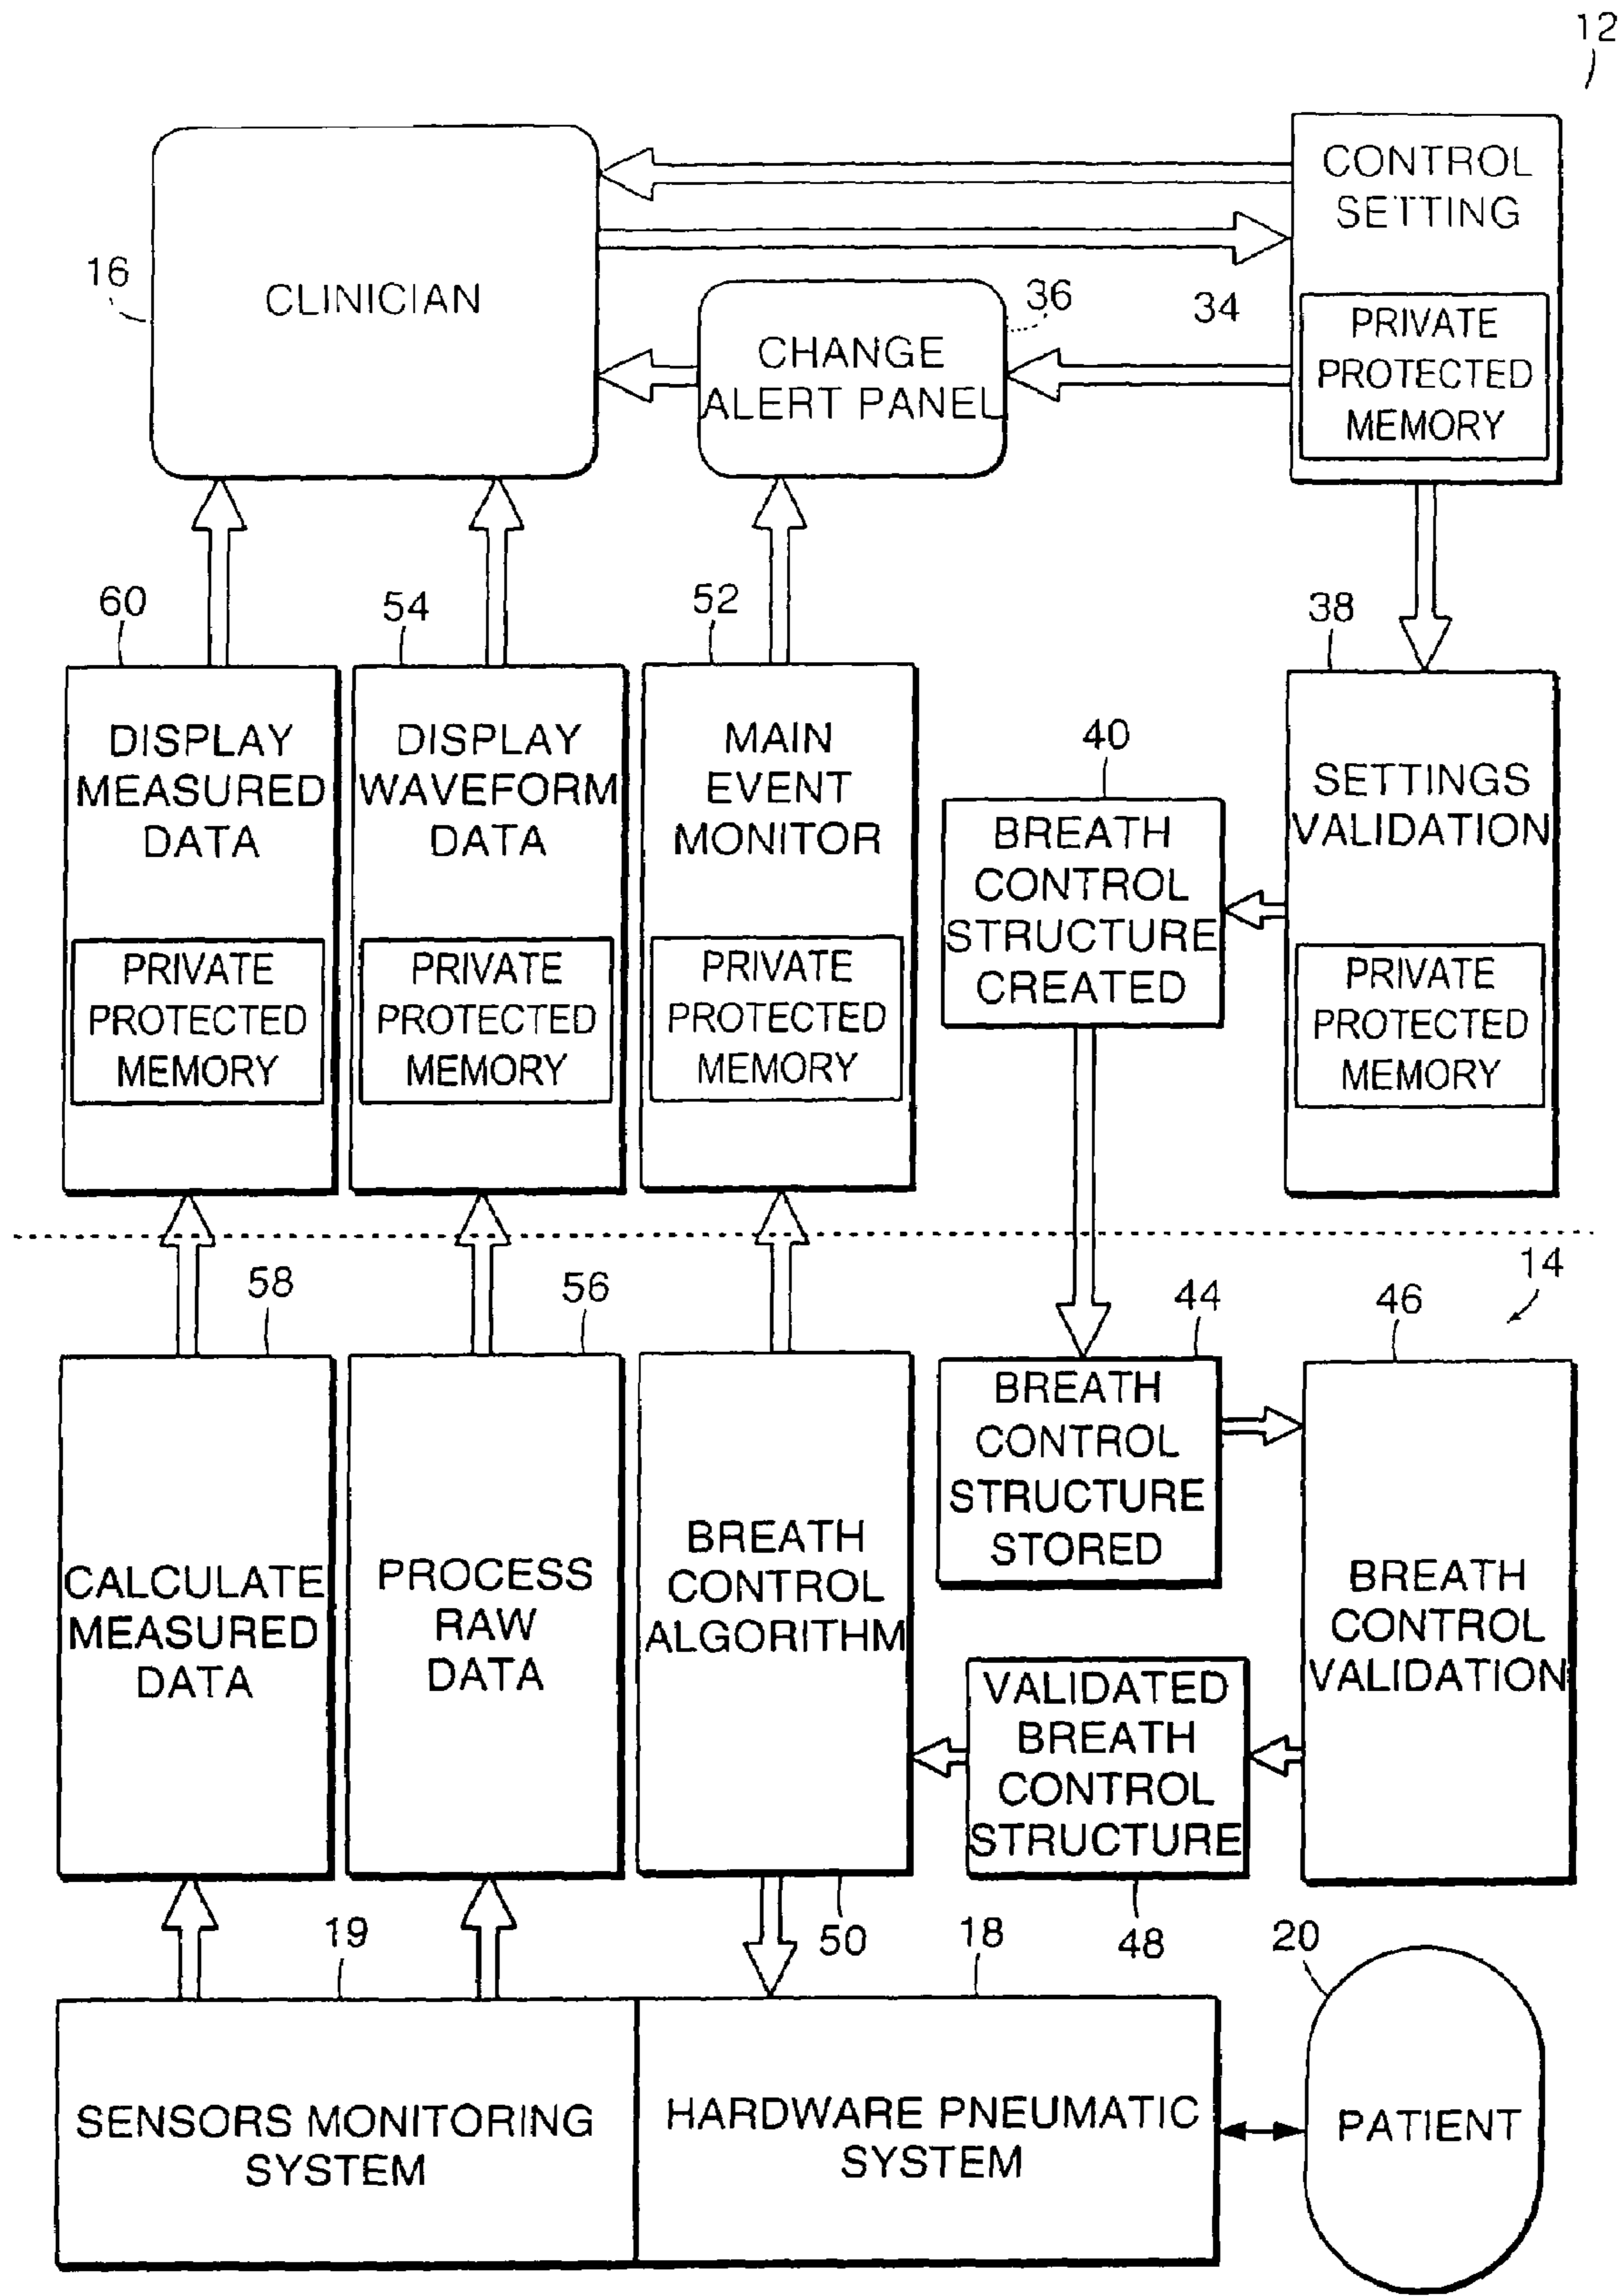 12
CONTROL
SETTING
16
CLINICIAN
36
34
CHANGE
ALERT PANEL
PRIVATE
PROTECTED
MEMORY
60
54
52
38
DISPLAY
MEASURED
DATA
PRIVATE
PROTECTED
MEMORY
DISPLAY
WAVEFORM
DATA
PRIVATE
PROTECTED
MEMORY
MAIN
EVENT
MONITOR
PRIVATE
PROTECTED
MEMORY
40
BREATH
CONTROL
STRUCTURE
CREATED
SETTINGS
VALIDATION
PRIVATE
PROTECTED
MEMORY
14
58
56
44
46
CALCULATE
MEASURED
DATA
PROCESS
RAW
DATA
BREATH
CONTROL
ALGORITHM
BREATH
CONTROL
STRUCTURE
STORED
BREATH
CONTROL
VALIDATION
VALIDATED
BREATH
CONTROL
STRUCTURE
19
50
18
48
20
SENSORS MONITORING
SYSTEM
HARDWARE PNEUMATIC
SYSTEM
PATIENT